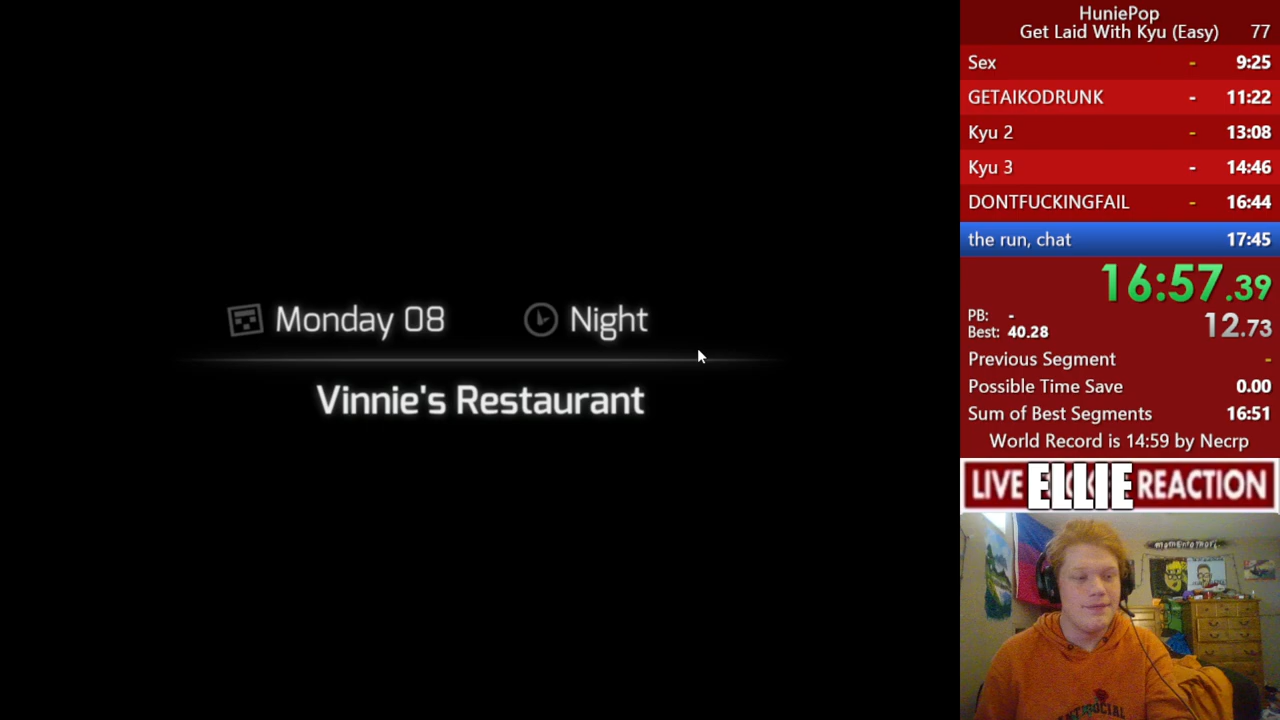 Monday 08 Night
Vinnie's Restaurant
HuniePop
Get Laid With Kyu (Easy) 77
Sex - 9:25
GETAIKODRUNK - 11:22
Kyu 2 - 13:08
Kyu 3 - 14:46
DONTFUCKINGFAIL - 16:44
the run, chat 17:45
16:57.39
PB: -
12.73
Best: 40.28
Previous Segment -
Possible Time Save 0.00
Sum of Best Segments 16:51
World Record is 14:59 by Necrp
LIVE ELLIE REACTION